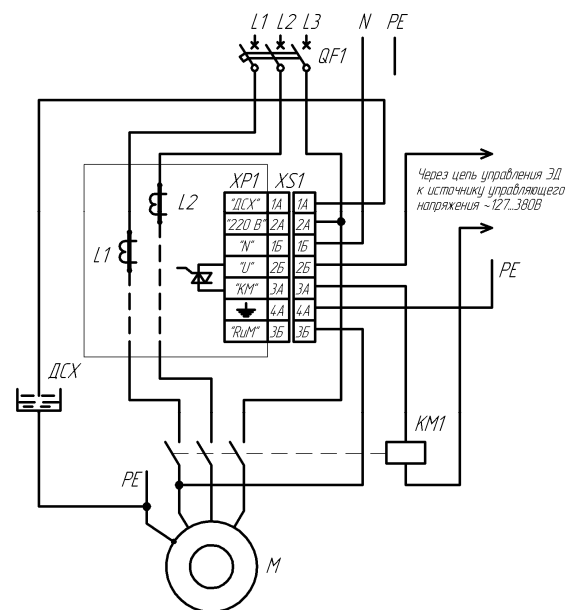 L1 L2 L3 N PE
QF1
XP1 XS1
"ДСХ" 1А 1А
"220 В" 2А 2А
"N" 1Б 1Б
"U" 2Б 2Б
"КМ" 3А 3А
4А 4А
"RиМ" 3Б 3Б
L2
L1
Через цепь управления ЭД
к источнику управляющего
напряжения ~127...380В
PE
ДСХ
КМ1
PE
М